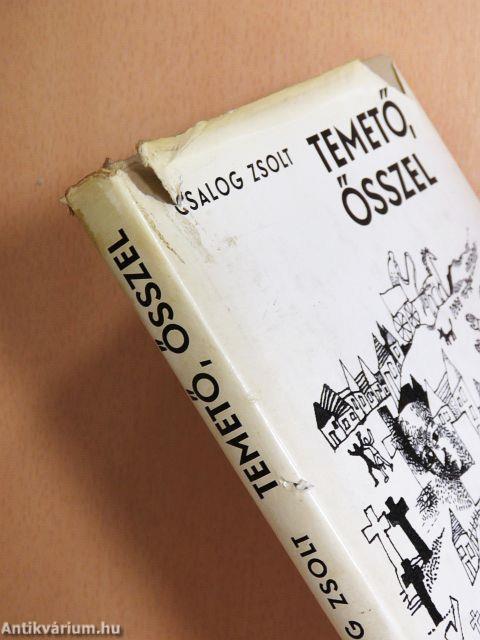 CSALOG ZSOLT
TEMETŐ,
ŐSSZEL
G ZSOLT TEMETŐ, ŐSSZEL
Antikvárium.hu